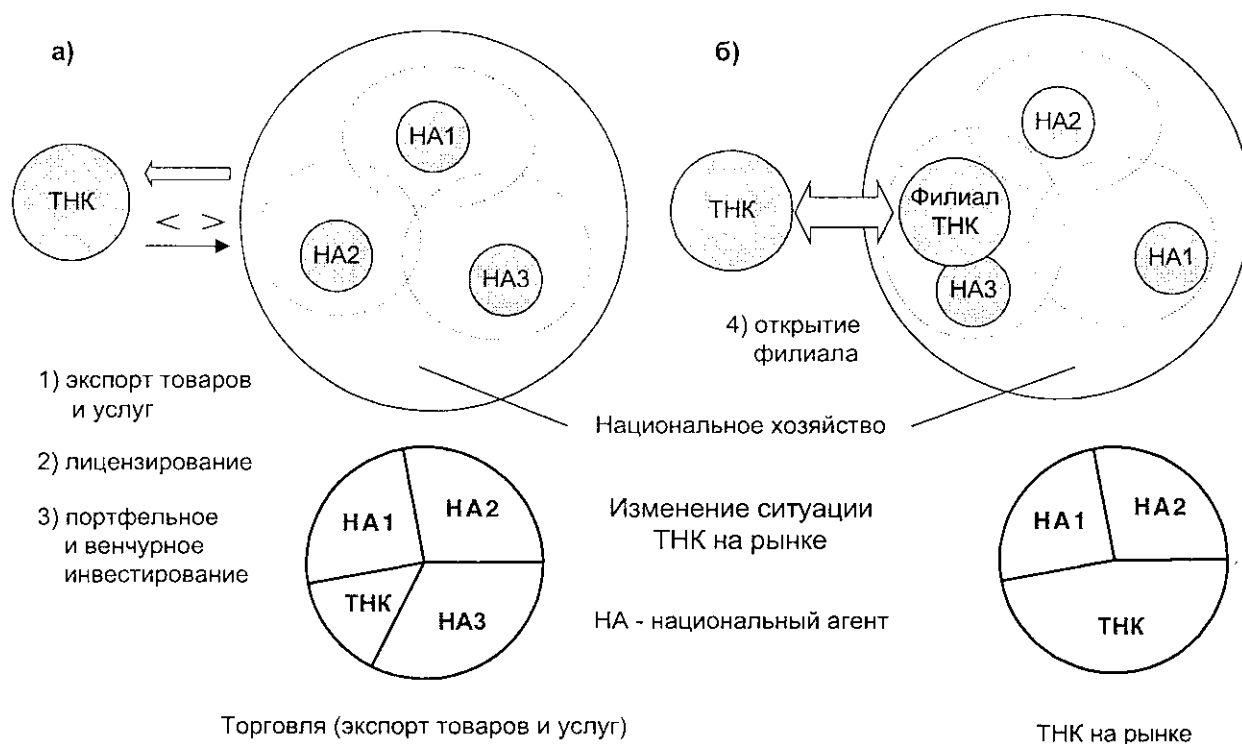 а)
НА1
ТНК
< >
НА2
НА3
1) экспорт товаров
и услуг
2) лицензирование
3) портфельное
и венчурное
инвестирование
б)
НА2
ТНК
Филиал
ТНК
НА1
НА3
4) открытие
филиала
Национальное хозяйство
НА1
НА2
ТНК
НА3
Изменение ситуации
ТНК на рынке
НА - национальный агент
НА1
НА2
ТНК
Торговля (экспорт товаров и услуг)
ТНК на рынке